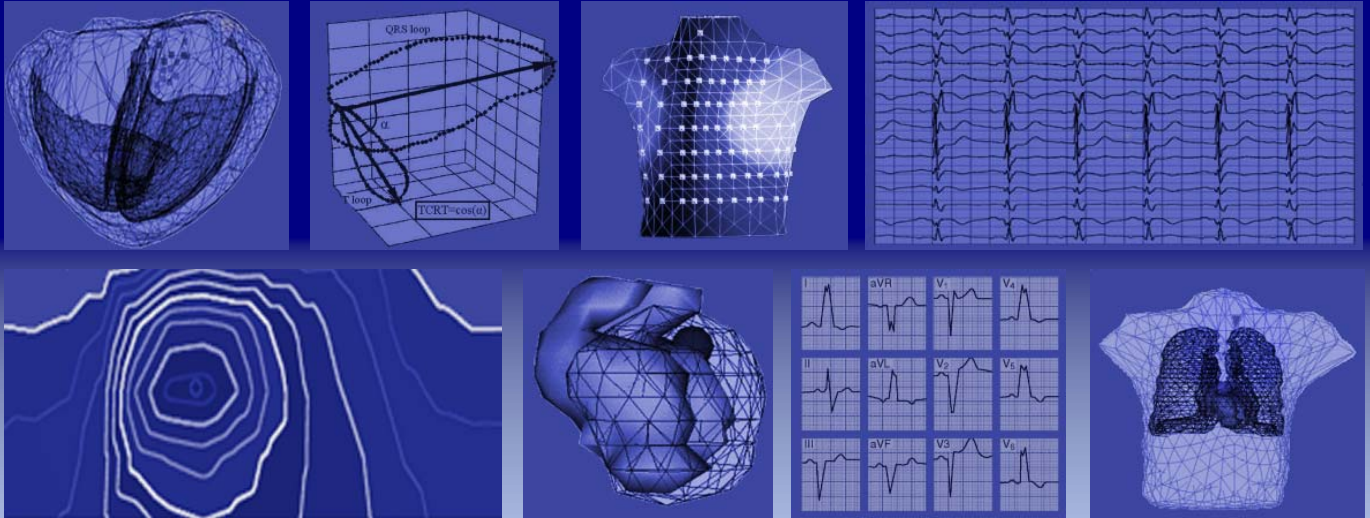 QRS loop
α
T loop
TCRT=cos(α)
I
aVR
V1
V4
II
aVL
V2
V5
III
aVF
V3
V6